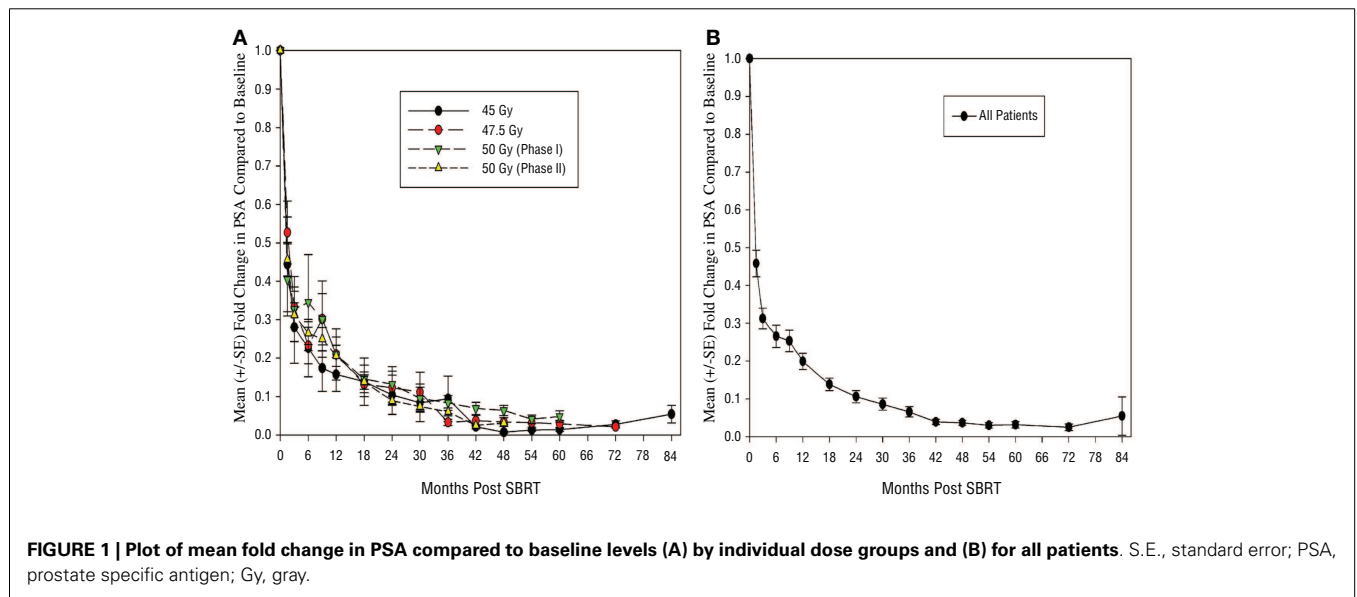 A
Mean (+/-SE) Fold Change in PSA Compared to Baseline
1.0
0.9
0.8
0.7
0.6
0.5
0.4
0.3
0.2
0.1
0.0
45 Gy
47.5 Gy
50 Gy (Phase I)
50 Gy (Phase II)
0 6 12 18 24 30 36 42 48 54 60 66 72 78 84
Months Post SBRT
B
Mean (+/-SE) Fold Change in PSA Compared to Baseline
1.0
0.9
0.8
0.7
0.6
0.5
0.4
0.3
0.2
0.1
0.0
All Patients
0 6 12 18 24 30 36 42 48 54 60 66 72 78 84
Months Post SBRT
FIGURE 1 | Plot of mean fold change in PSA compared to baseline levels (A) by individual dose groups and (B) for all patients. S.E., standard error; PSA,
prostate specific antigen; Gy, gray.